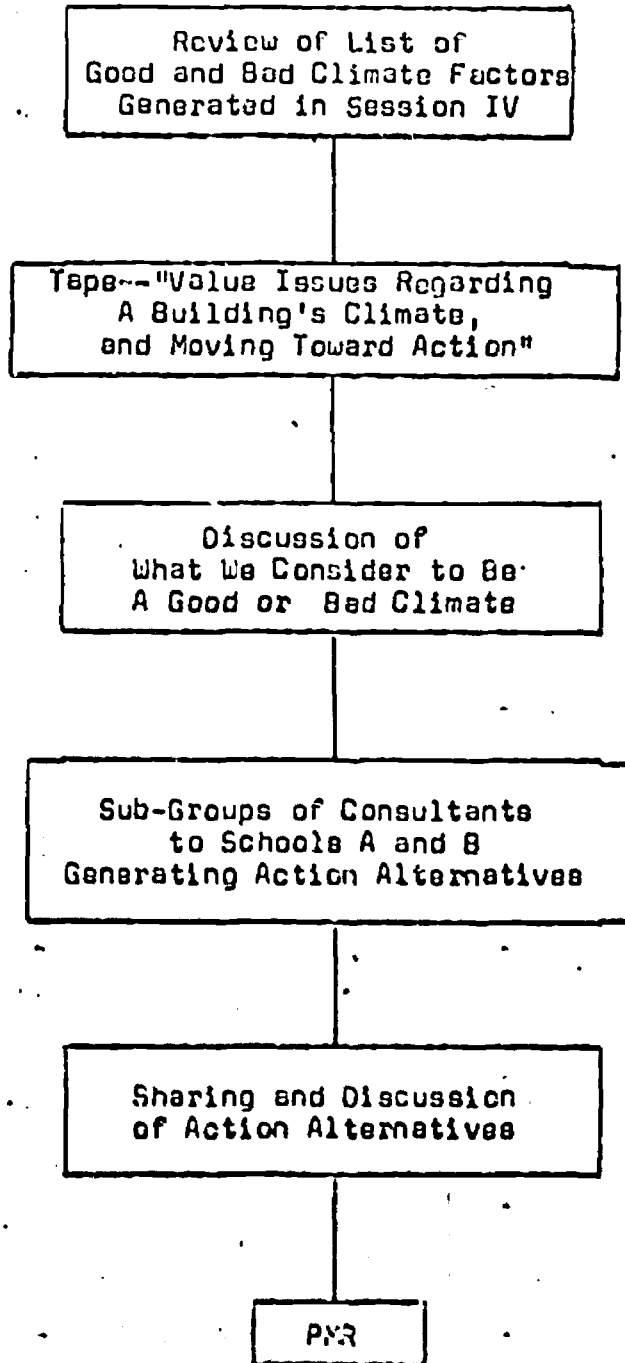 Review of List of
Good and Bad Climate Factors
Generated in Session IV
Tape--"Value Issues Regarding
A Building's Climate,
and Moving Toward Action"
Discussion of
What We Consider to Be
A Good or Bad Climate
Sub-Groups of Consultants
to Schools A and B
Generating Action Alternatives
Sharing and Discussion
of Action Alternatives
PMR